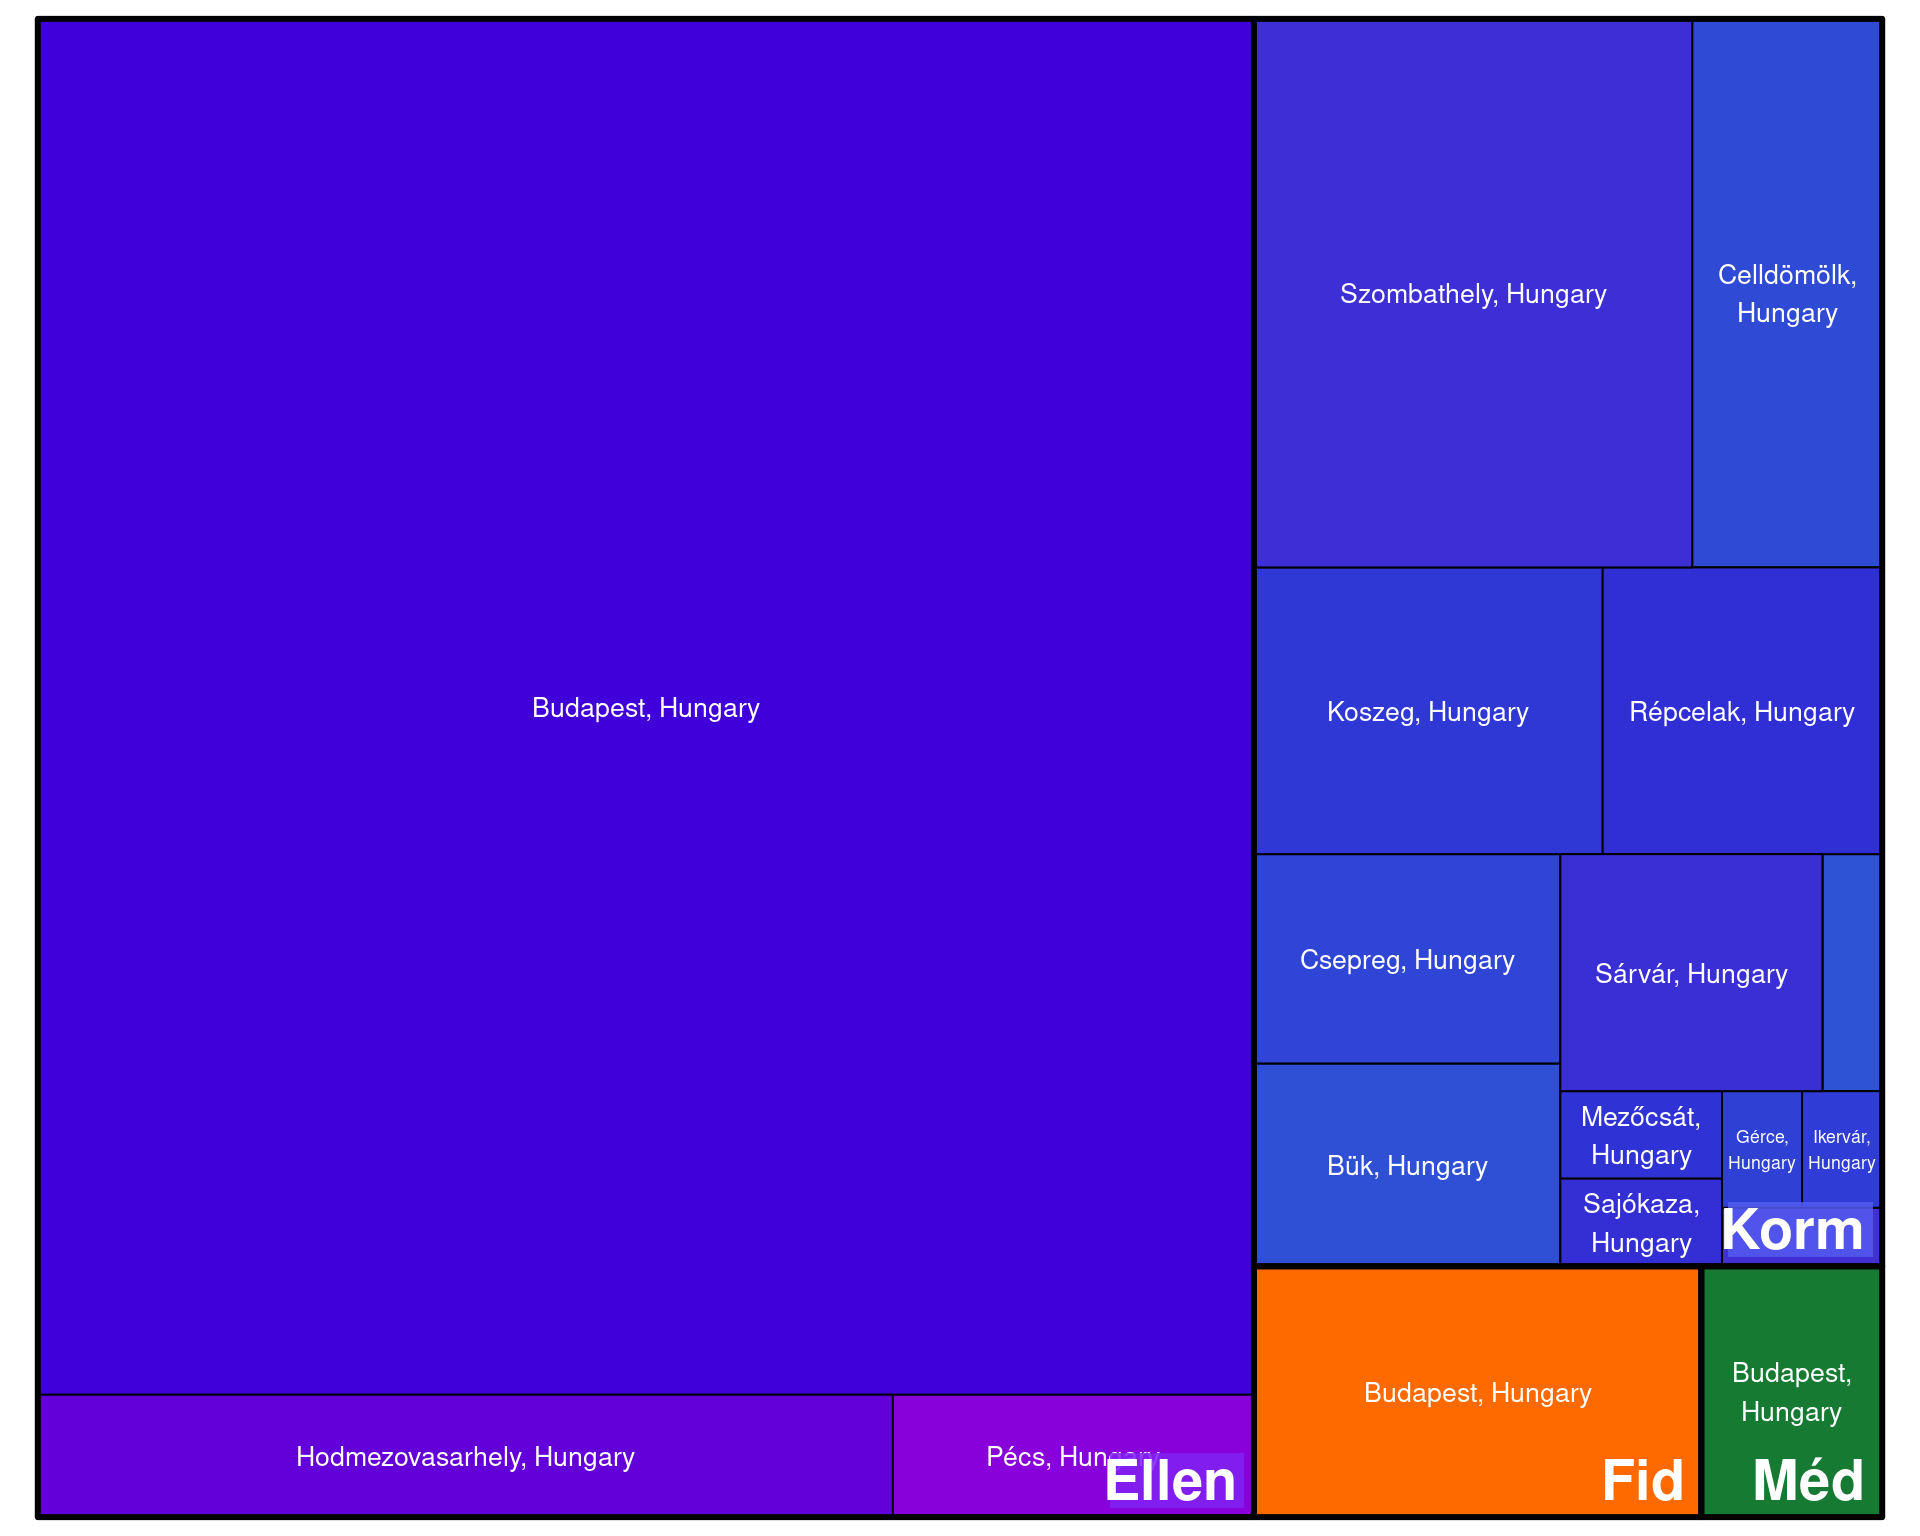 Budapest, Hungary
Hodmezovasarhely, Hungary
Pécs, Hungary
Ellen
Szombathely, Hungary
Celldömölk,
Hungary
Koszeg, Hungary
Répcelak, Hungary
Csepreg, Hungary
Sárvár, Hungary
Bük, Hungary
Mezőcsát,
Hungary
Gérce,
Hungary
Ikervár,
Hungary
Sajókaza,
Hungary
Korm
Budapest, Hungary
Fid
Budapest,
Hungary
Méd